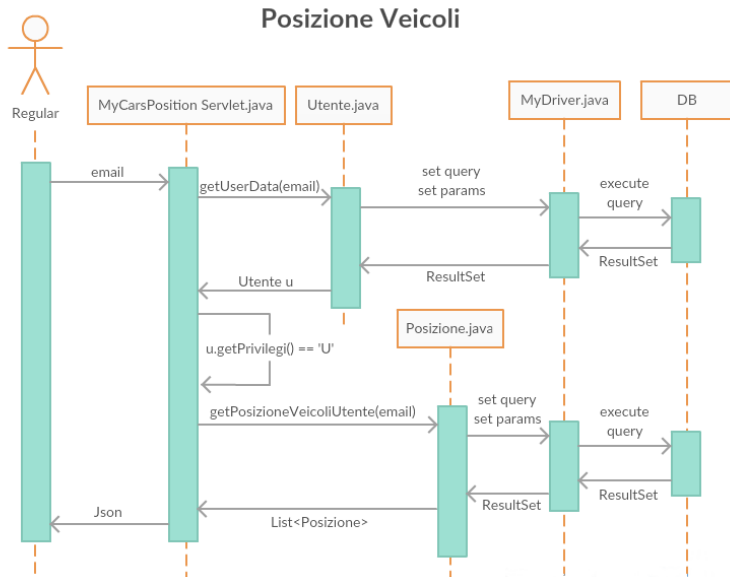 Posizione Veicoli
Regular
MyCarsPosition Servlet.java
Utente.java
MyDriver.java
DB
email
getUserData(email)
set query
set params
execute
query
ResultSet
ResultSet
Utente u
u.getPrivilegi() == 'U'
Posizione.java
getPosizioneVeicoliUtente(email)
set query
set params
execute
query
ResultSet
ResultSet
List<Posizione>
Json